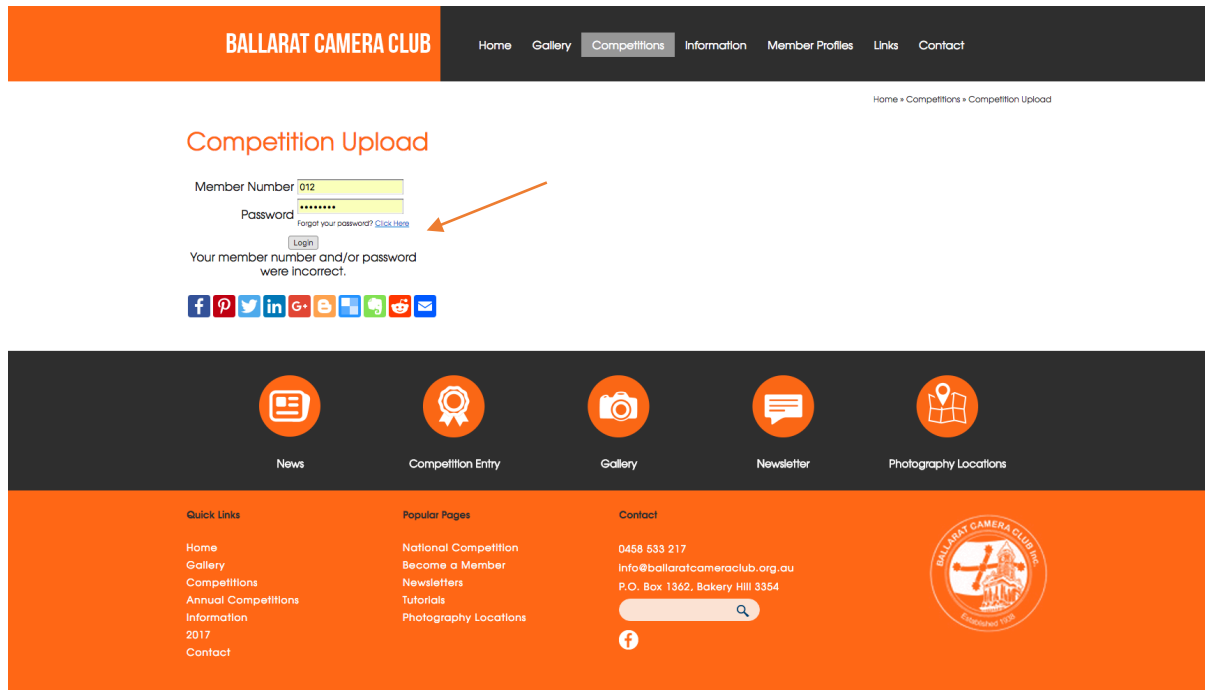 BALLARAT CAMERA CLUB
Home Gallery Competitions Information Member Profiles Links Contact
Home » Competitions » Competition Upload
Competition Upload
Member Number 012
Password ••••••••
Forgot your password? Click Here
Login
Your member number and/or password
were incorrect.
News Competition Entry Gallery Newsletter Photography Locations
Quick Links
Home
Gallery
Competitions
Annual Competitions
Information
2017
Contact
Popular Pages
National Competition
Become a Member
Newsletters
Tutorials
Photography Locations
Contact
0458 533 217
info@ballaratcameraclub.org.au
P.O. Box 1362, Bakery Hill 3354
BALLARAT CAMERA CLUB Inc.
Established 1938